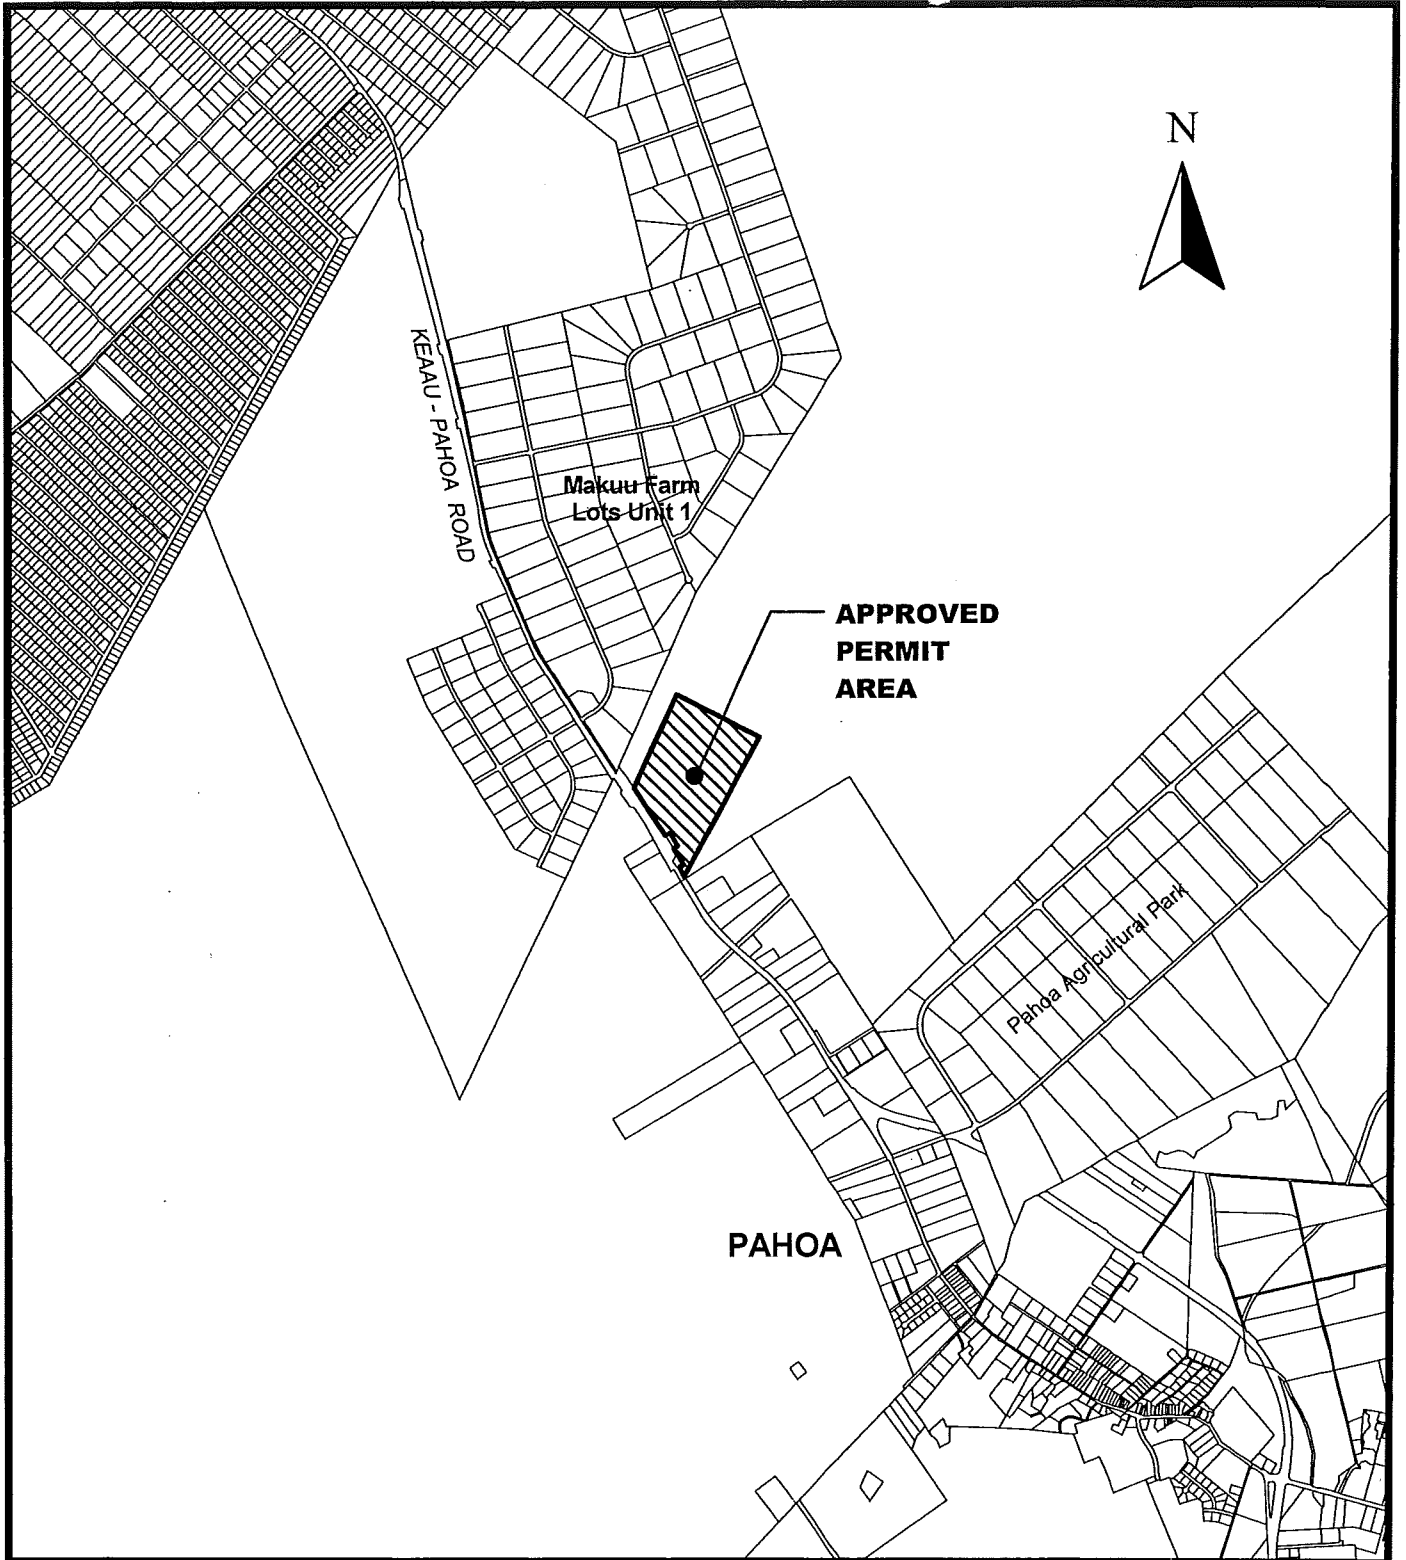 N
KEAAU - PAHOA ROAD
Makuu Farm
Lots Unit 1
APPROVED
PERMIT
AREA
Pahoa Agricultural Park
PAHOA